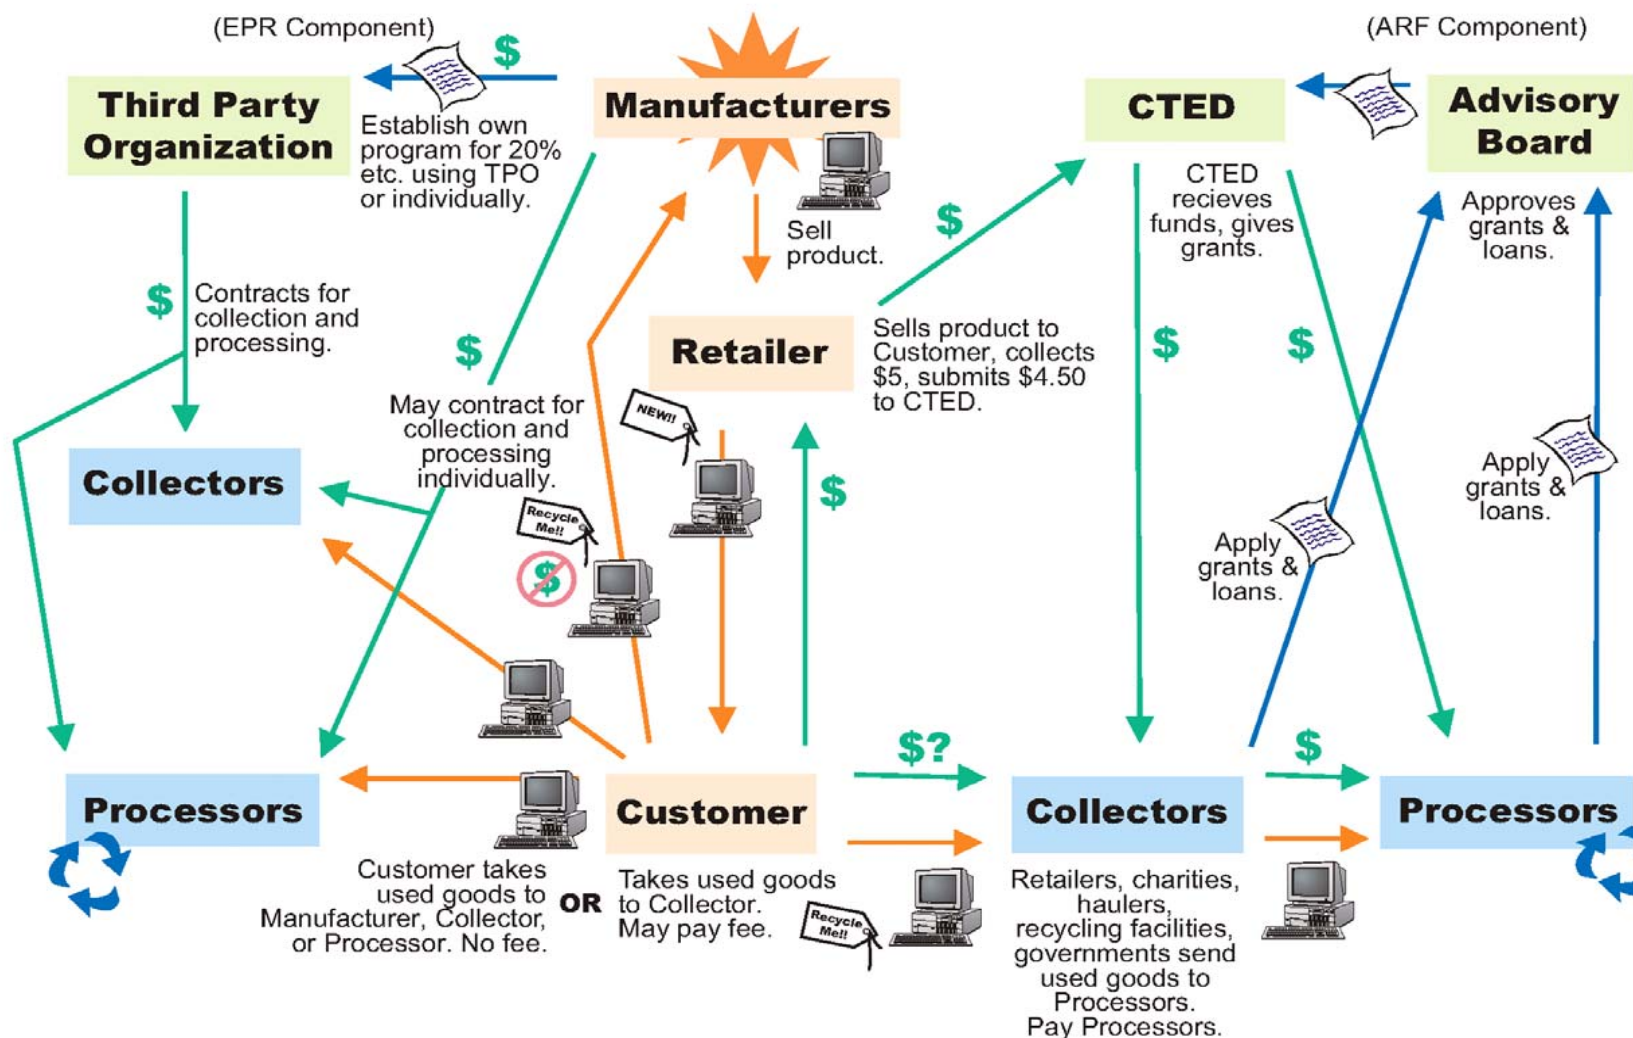 (EPR Component)
$
Third Party
Organization
Establish own
program for 20%
etc. using TPO
or individually.
Manufacturers
Sell
product.
(ARF Component)
CTED
Advisory
Board
CTED
recieves
funds, gives
grants.
Approves
grants &
loans.
$
$
Contracts for
collection and
processing.
$
Retailer
Sells product to
Customer, collects
$5, submits $4.50
to CTED.
$
$
May contract for
collection and
processing
individually.
NEW!!
Collectors
Recycle
Me!!
$
$
Apply
grants &
loans.
Apply
grants &
loans.
Processors
Customer
$?
Collectors
$
Processors
Customer takes
used goods to
Manufacturer, Collector,
or Processor. No fee.
OR
Takes used goods
to Collector.
May pay fee.
Recycle
Me!!
Retailers, charities,
haulers,
recycling facilities,
governments send
used goods to
Processors.
Pay Processors.